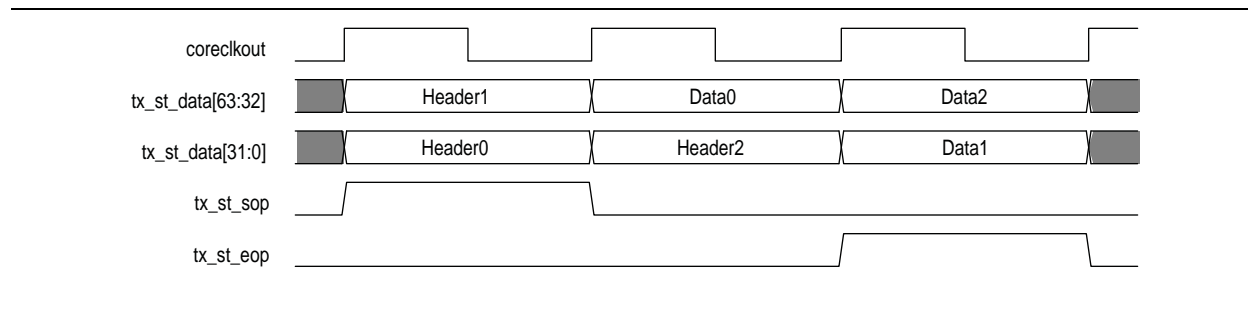 coreclkout
tx_st_data[63:32] Header1 Data0 Data2
tx_st_data[31:0] Header0 Header2 Data1
tx_st_sop
tx_st_eop